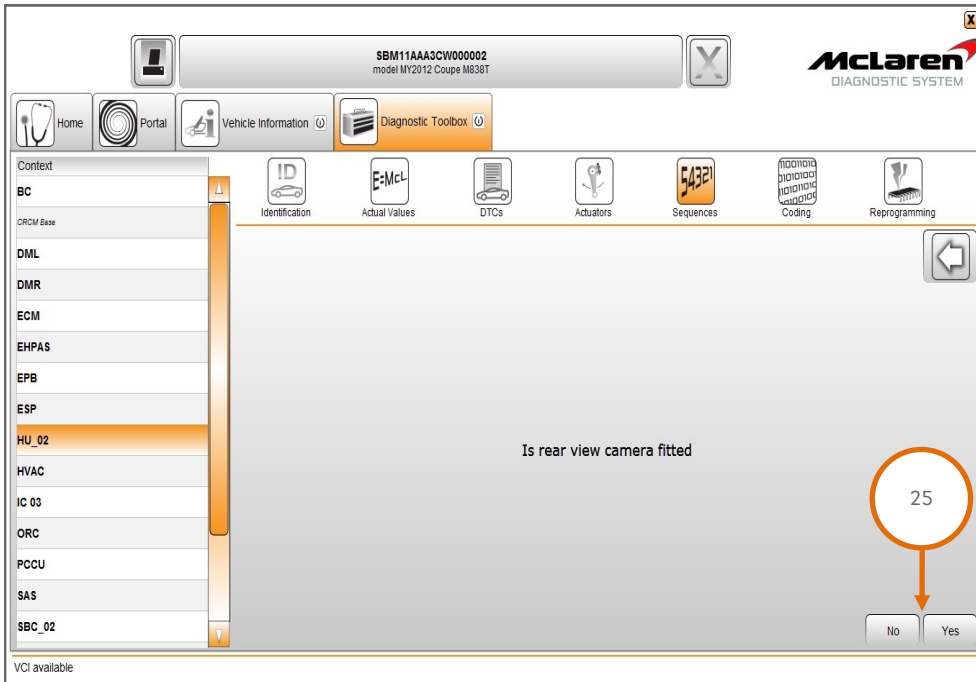 X
SBM11AAA3CW000002
model MY2012 Coupe M838T
X
McLaren
DIAGNOSTIC SYSTEM
Home
Portal
Vehicle Information
Diagnostic Toolbox
Context
BC
CRCM Base
DML
DMR
ECM
EHPAS
EPB
ESP
HU_02
HVAC
IC 03
ORC
PCCU
SAS
SBC_02
ID
Identification
E=McL
Actual Values
DTCs
Actuators
54321
Sequences
Coding
Reprogramming
Is rear view camera fitted
25
No
Yes
VCI available